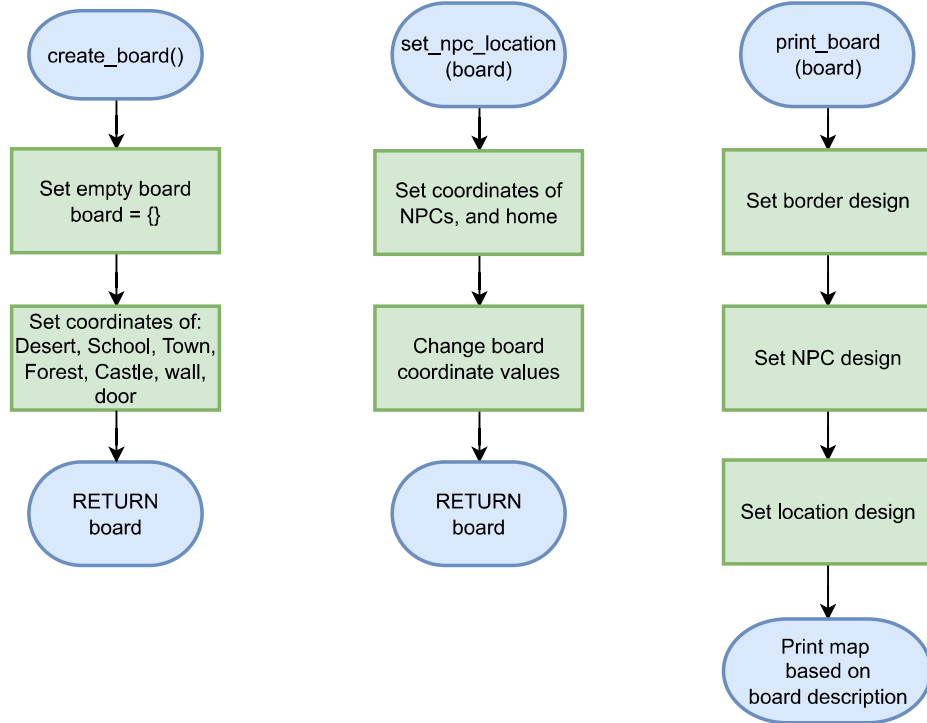 create_board()
Set empty board
board = {}
Set coordinates of:
Desert, School, Town,
Forest, Castle, wall,
door
RETURN
board
set_npc_location
(board)
Set coordinates of
NPCs, and home
Change board
coordinate values
RETURN
board
print_board
(board)
Set border design
Set NPC design
Set location design
Print map
based on
board description